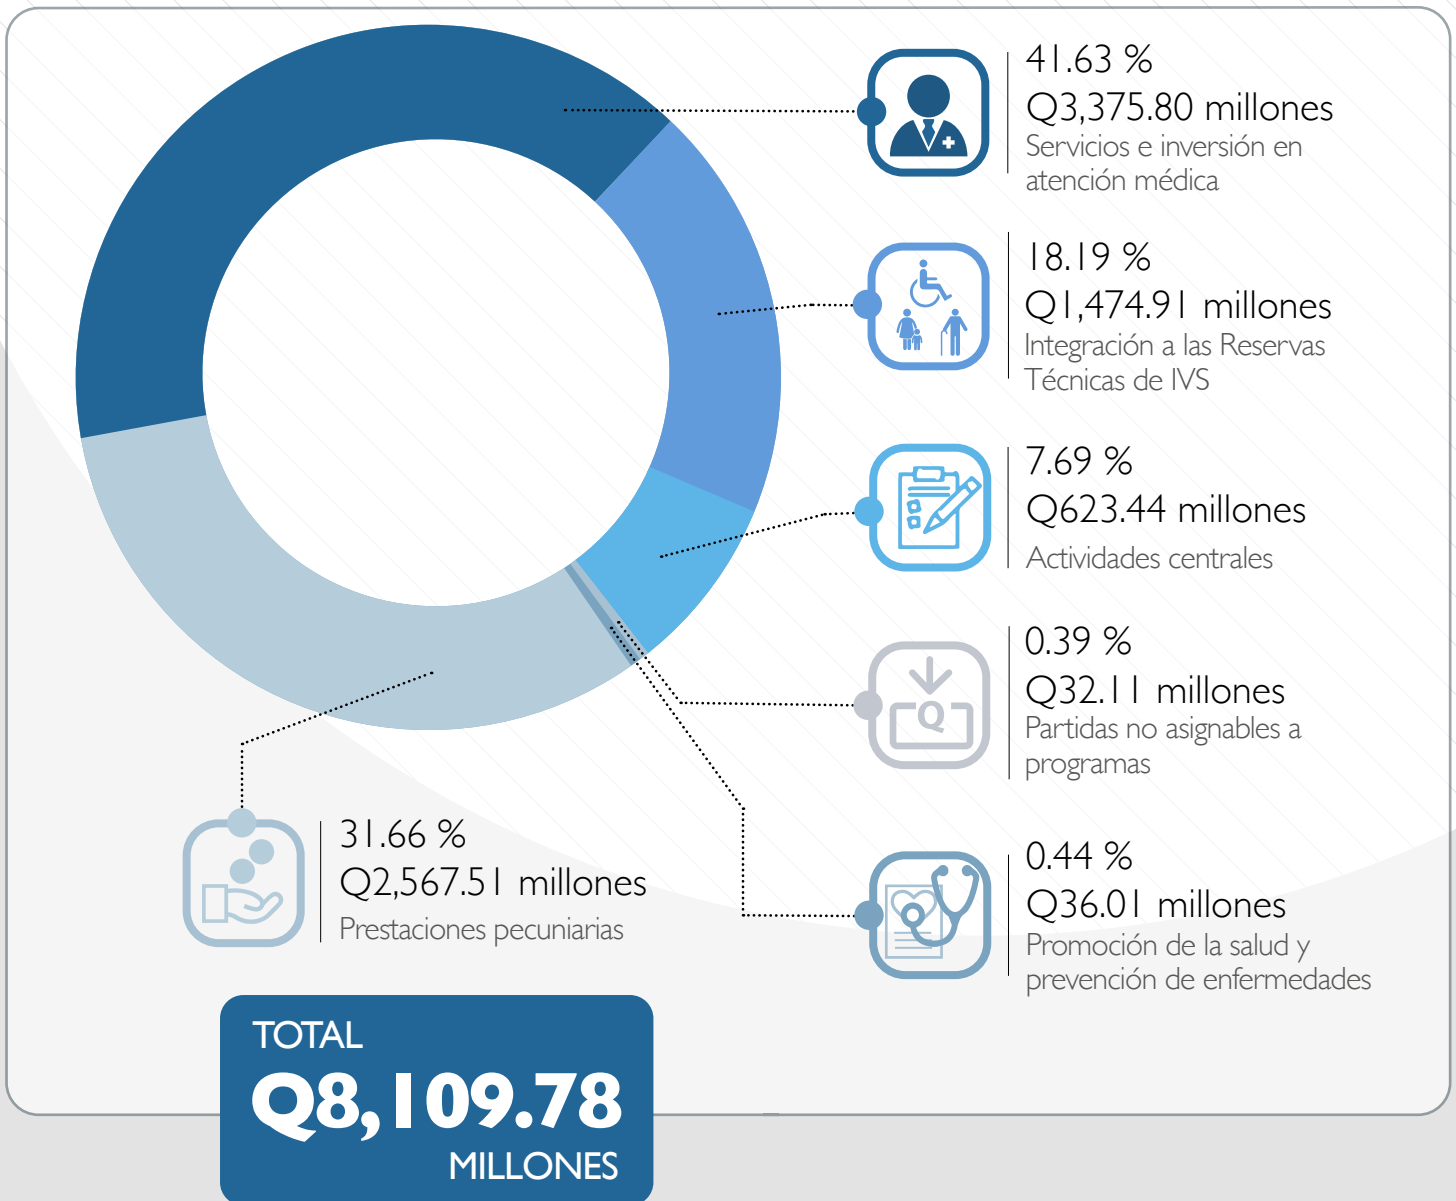 41.63 %
Q3,375.80 millones
Servicios e inversión en
atención médica
18.19 %
Q1,474.91 millones
Integración a las Reservas
Técnicas de IVS
7.69 %
Q623.44 millones
Actividades centrales
0.39 %
Q32.11 millones
Partidas no asignables a
programas
Q
0.44 %
Q36.01 millones
Promoción de la salud y
prevención de enfermedades
31.66 %
Q2,567.51 millones
Prestaciones pecuniarias
TOTAL
Q8,109.78
MILLONES